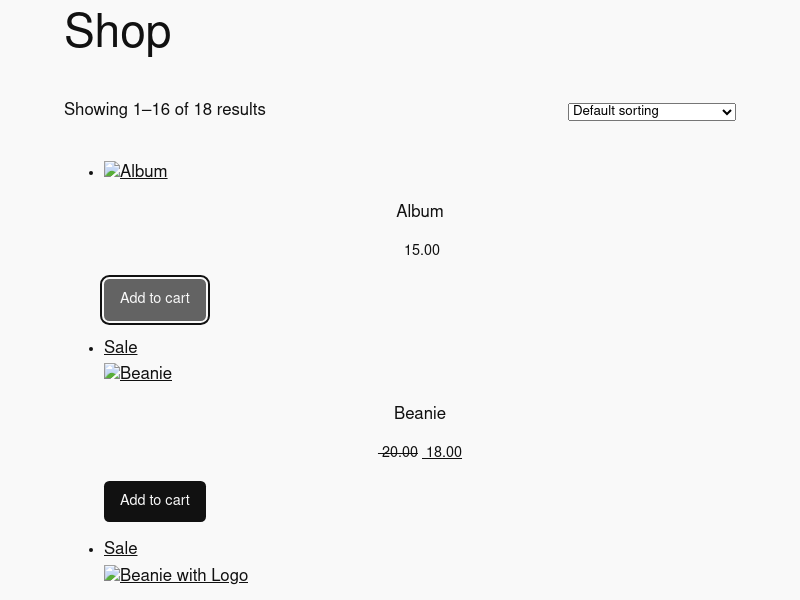 Shop
Showing 1–16 of 18 results
Default sorting
Album
Album
15.00
Add to cart
Sale
Beanie
Beanie
20.00 18.00
Add to cart
Sale
Beanie with Logo